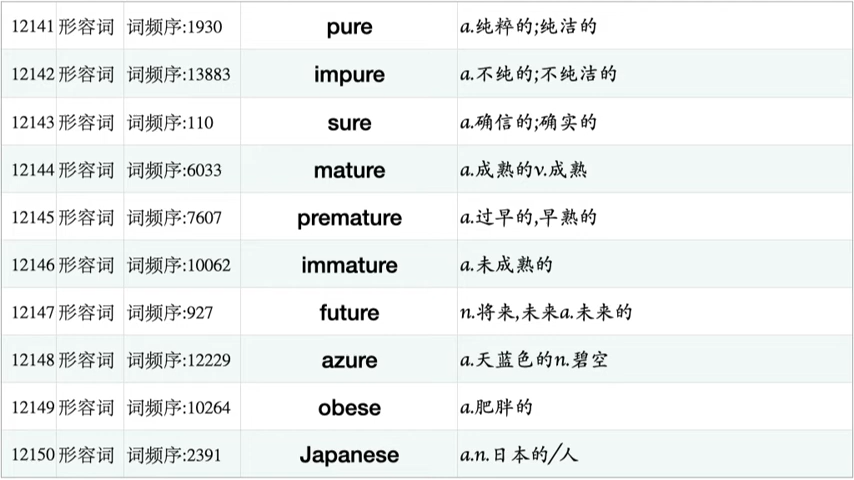 12141 形容词 词频序:1930 pure a.纯粹的;纯洁的
12142 形容词 词频序:13883 impure a.不纯的;不纯洁的
12143 形容词 词频序:110 sure a.确信的;确实的
12144 形容词 词频序:6033 mature a.成熟的v.成熟
12145 形容词 词频序:7607 premature a.过早的,早熟的
12146 形容词 词频序:10062 immature a.未成熟的
12147 形容词 词频序:927 future n.将来,未来a.未来的
12148 形容词 词频序:12229 azure a.天蓝色的n.碧空
12149 形容词 词频序:10264 obese a.肥胖的
12150 形容词 词频序:2391 Japanese a.n.日本的/人